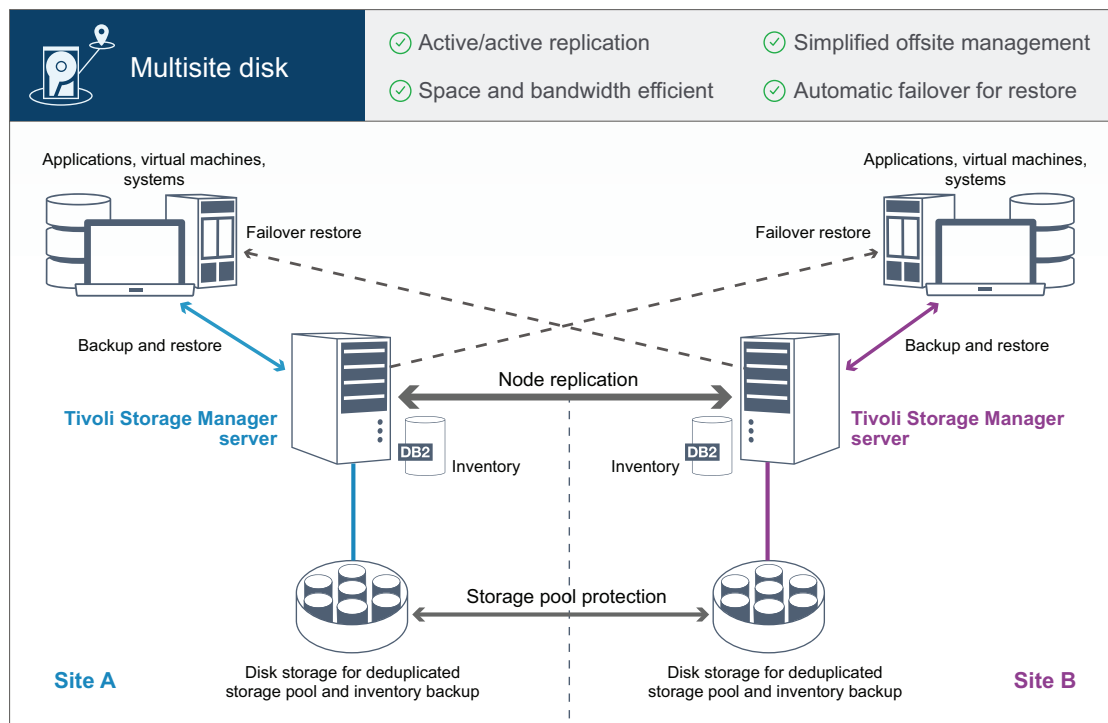 Multisite disk
Active/active replication
Simplified offsite management
Space and bandwidth efficient
Automatic failover for restore
Applications, virtual machines,
systems
Applications, virtual machines,
systems
Failover restore
Failover restore
Backup and restore
Backup and restore
Node replication
Tivoli Storage Manager
server
Tivoli Storage Manager
server
DB2
Inventory
Inventory
DB2
Storage pool protection
Site A
Disk storage for deduplicated
storage pool and inventory backup
Disk storage for deduplicated
storage pool and inventory backup
Site B